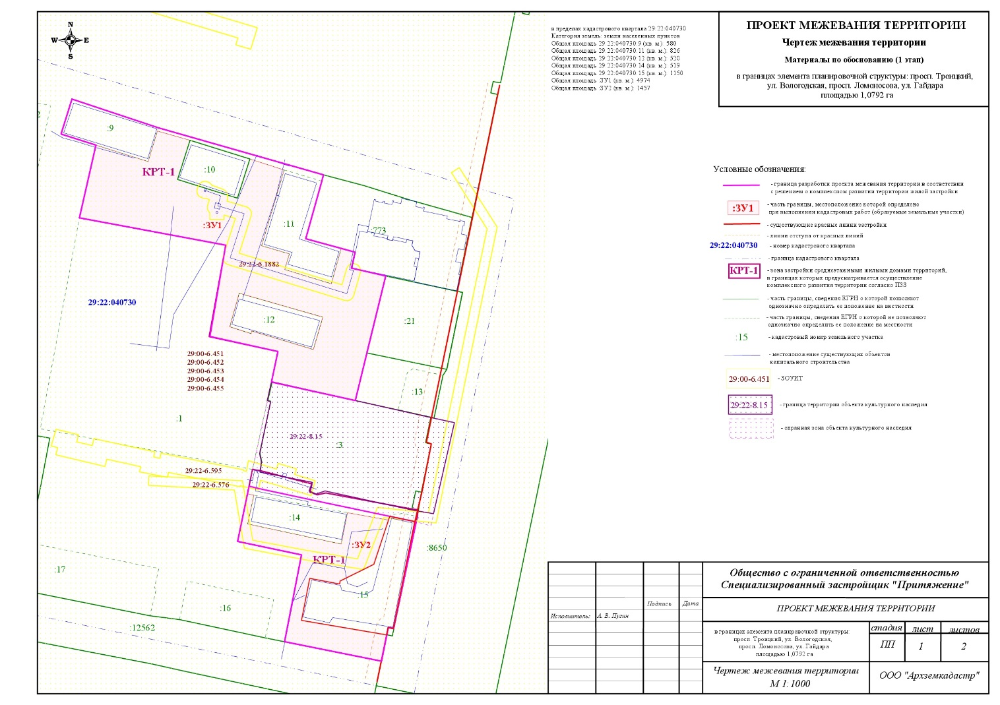 N
W E
S
в пределах кадастрового квартала 29:22:040730
Категория земель: земли населенных пунктов
Общая площадь 29:22:040730:9 (кв. м.): 580
Общая площадь 29:22:040730:11 (кв. м.): 826
Общая площадь 29:22:040730:12 (кв. м.): 520
Общая площадь 29:22:040730:14 (кв. м.): 519
Общая площадь 29:22:040730:15 (кв. м.): 1150
Общая площадь :ЗУ1 (кв. м.): 4974
Общая площадь :ЗУ2 (кв. м.): 1457
ПРОЕКТ МЕЖЕВАНИЯ ТЕРРИТОРИИ
Чертеж межевания территории
Материалы по обоснованию (1 этап)
в границах элемента планировочной структуры: просп. Троицкий,
ул. Вологодская, просп. Ломоносова, ул. Гайдара
площадью 1,0792 га
2
:9
КРТ-1
:10
:ЗУ1
:11
:773
29:22-6.1882
29:22:040730
:12
:21
29:00-6.451
29:00-6.452
29:00-6.453
29:00-6.454
29:00-6.455
:13
:1
29:22-8.15
:3
29:22-6.595
29:22-6.576
:14
:ЗУ2
:8650
КРТ-1
:17
:15
:16
:12562
Условные обозначения:
- граница разработки проекта межевания территории в соответствии
с решением о комплексном развитии территории жилой застройки
:ЗУ1
- часть границы, местоположение которой определено
при выполнении кадастровых работ (образуемые земельные участки)
- существующие красные линии застройки
- линии отступа от красных линий
29:22:040730 - номер кадастрового квартала
- граница кадастрового квартала
КРТ-1
- зона застройки среднеэтажными жилыми домами территорий,
в границах которых предусматривается осуществление
комплексного развития территории согласно ПЗЗ
- часть границы, сведения ЕГРН о которой позволяют
однозначно определить ее положение на местности
- часть границы, сведения ЕГРН о которой не позволяют
однозначно определить ее положение на местности
:15 - кадастровый номер земельного участка
- местоположение существующих объектов
капитального строительства
29:00-6.451 - ЗОУИТ
29:22-8.15 - граница территории объекта культурного наследия
- охранная зона объекта культурного наследия
Подпись Дата
Исполнитель: А. В. Пугин
Общество с ограниченной ответственностью
Специализированный застройщик "Притяжение"
ПРОЕКТ МЕЖЕВАНИЯ ТЕРРИТОРИИ
в границах элемента планировочной структуры:
просп. Троицкий, ул. Вологодская,
просп. Ломоносова, ул. Гайдара
площадью 1,0792 га
стадия лист листов
ПП 1 2
Чертеж межевания территории
М 1:1000
ООО "Архземкадастр"